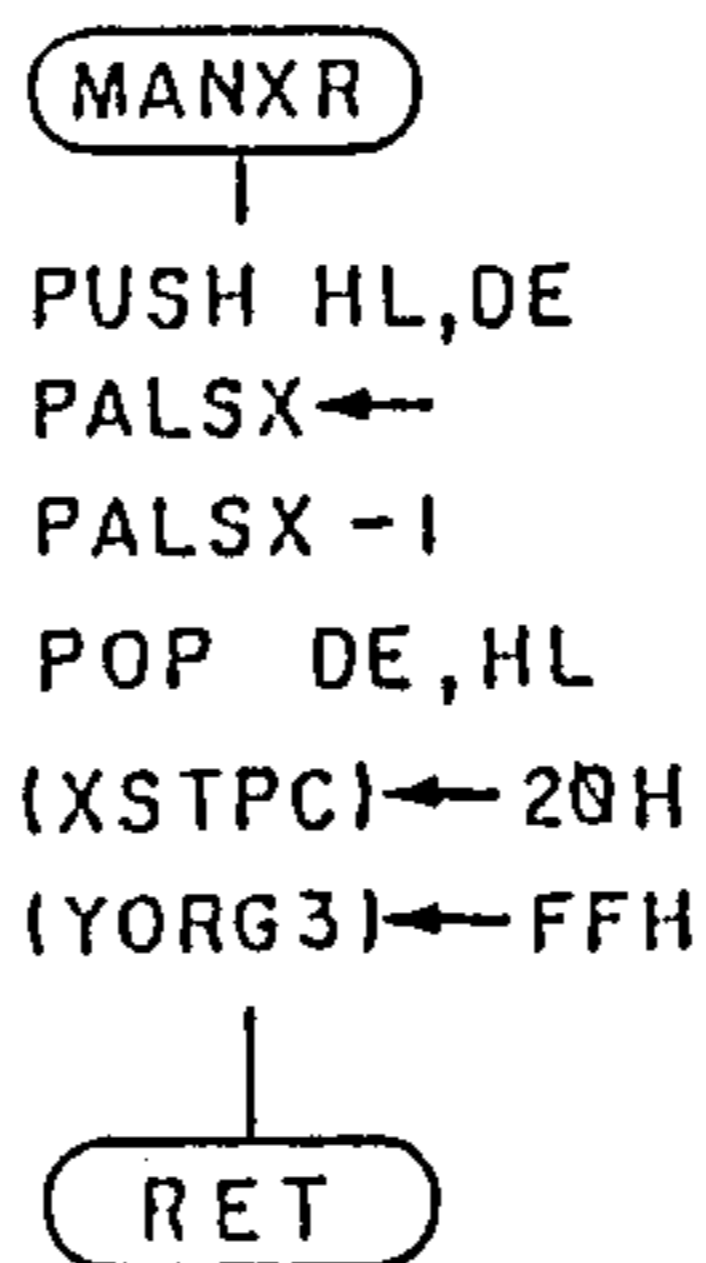 MANXR
PUSH HL,DE
PALSX←
PALSX-1
POP DE,HL
(XSTPC)←20H
(YORG3)←FFH
RET